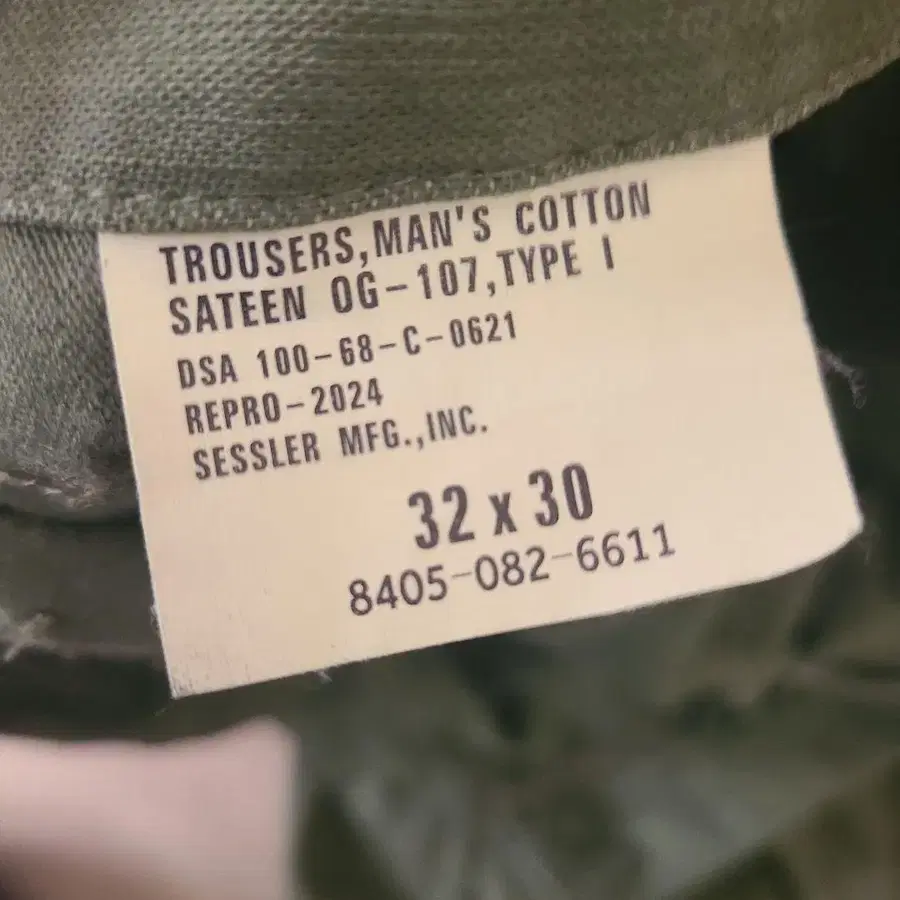 TROUSERS,MAN'S COTTON
SATEEN OG-107,TYPE I
DSA 100-68-C-0621
REPRO-2024
SESSLER MFG.,INC.
32 x 30
8405-082-6611